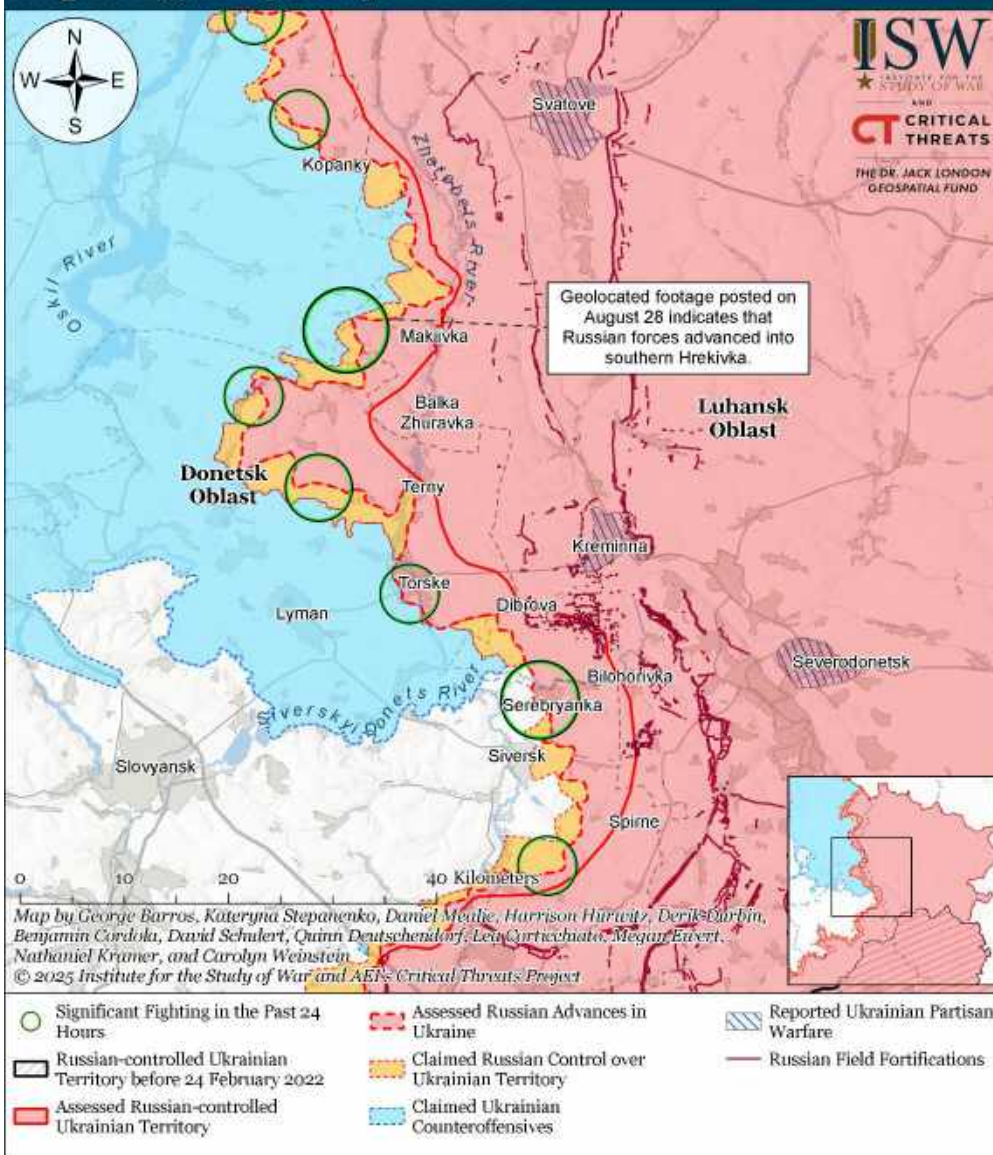 N
W E
S
ISW
INSTITUTE FOR THE
STUDY OF WAR
AND
CT CRITICAL
THREATS
THE DR. JACK LONDON
GEOSPATIAL FUND
Svatove
Zherebets River
Kopanky
Oskil River
Geolocated footage posted on
August 28 indicates that
Russian forces advanced into
southern Hrekivka.
Makiivka
Balka
Zhuravka
Luhansk
Oblast
Donetsk
Oblast
Terny
Kreminna
Torske
Lyman
Dibrova
Severodonetsk
Bilohorivka
Serebryanka
Siverskyi Donets River
Siversk
Slovyansk
Spirne
0 10 20 40 Kilometers
Map by George Barros, Kateryna Stepanenko, Daniel Mealie, Harrison Hurwitz, Derik Durbin,
Benjamin Cordola, David Schulert, Quinn Deutschendorf, Lea Corticchiato, Megan Ewert,
Nathaniel Kramer, and Carolyn Weinstein
© 2025 Institute for the Study of War and AEI's Critical Threats Project
Significant Fighting in the Past 24
Hours
Russian-controlled Ukrainian
Territory before 24 February 2022
Assessed Russian-controlled
Ukrainian Territory
Assessed Russian Advances in
Ukraine
Claimed Russian Control over
Ukrainian Territory
Claimed Ukrainian
Counteroffensives
Reported Ukrainian Partisan
Warfare
Russian Field Fortifications